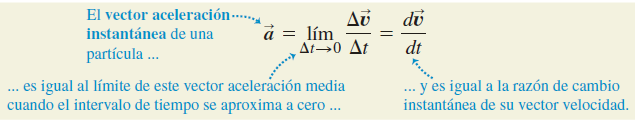 El vector aceleración
instantánea de una
partícula ...
a⃗ = lím Δt→0 Δv⃗/Δt = dv⃗/dt
... es igual al límite de este vector aceleración media
cuando el intervalo de tiempo se aproxima a cero ...
... y es igual a la razón de cambio
instantánea de su vector velocidad.